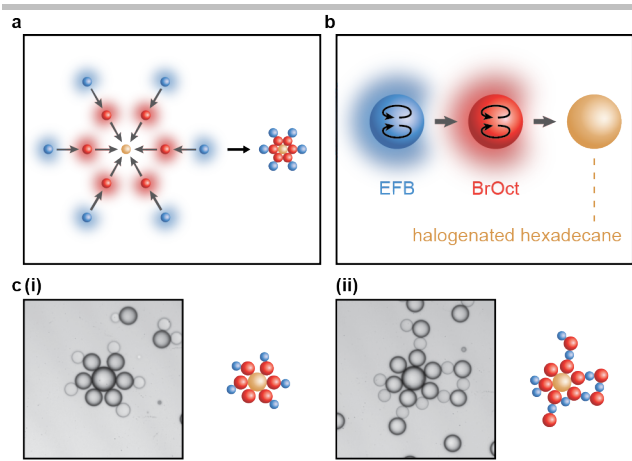 a
b
EFB
BrOct
halogenated hexadecane
c (i)
(ii)